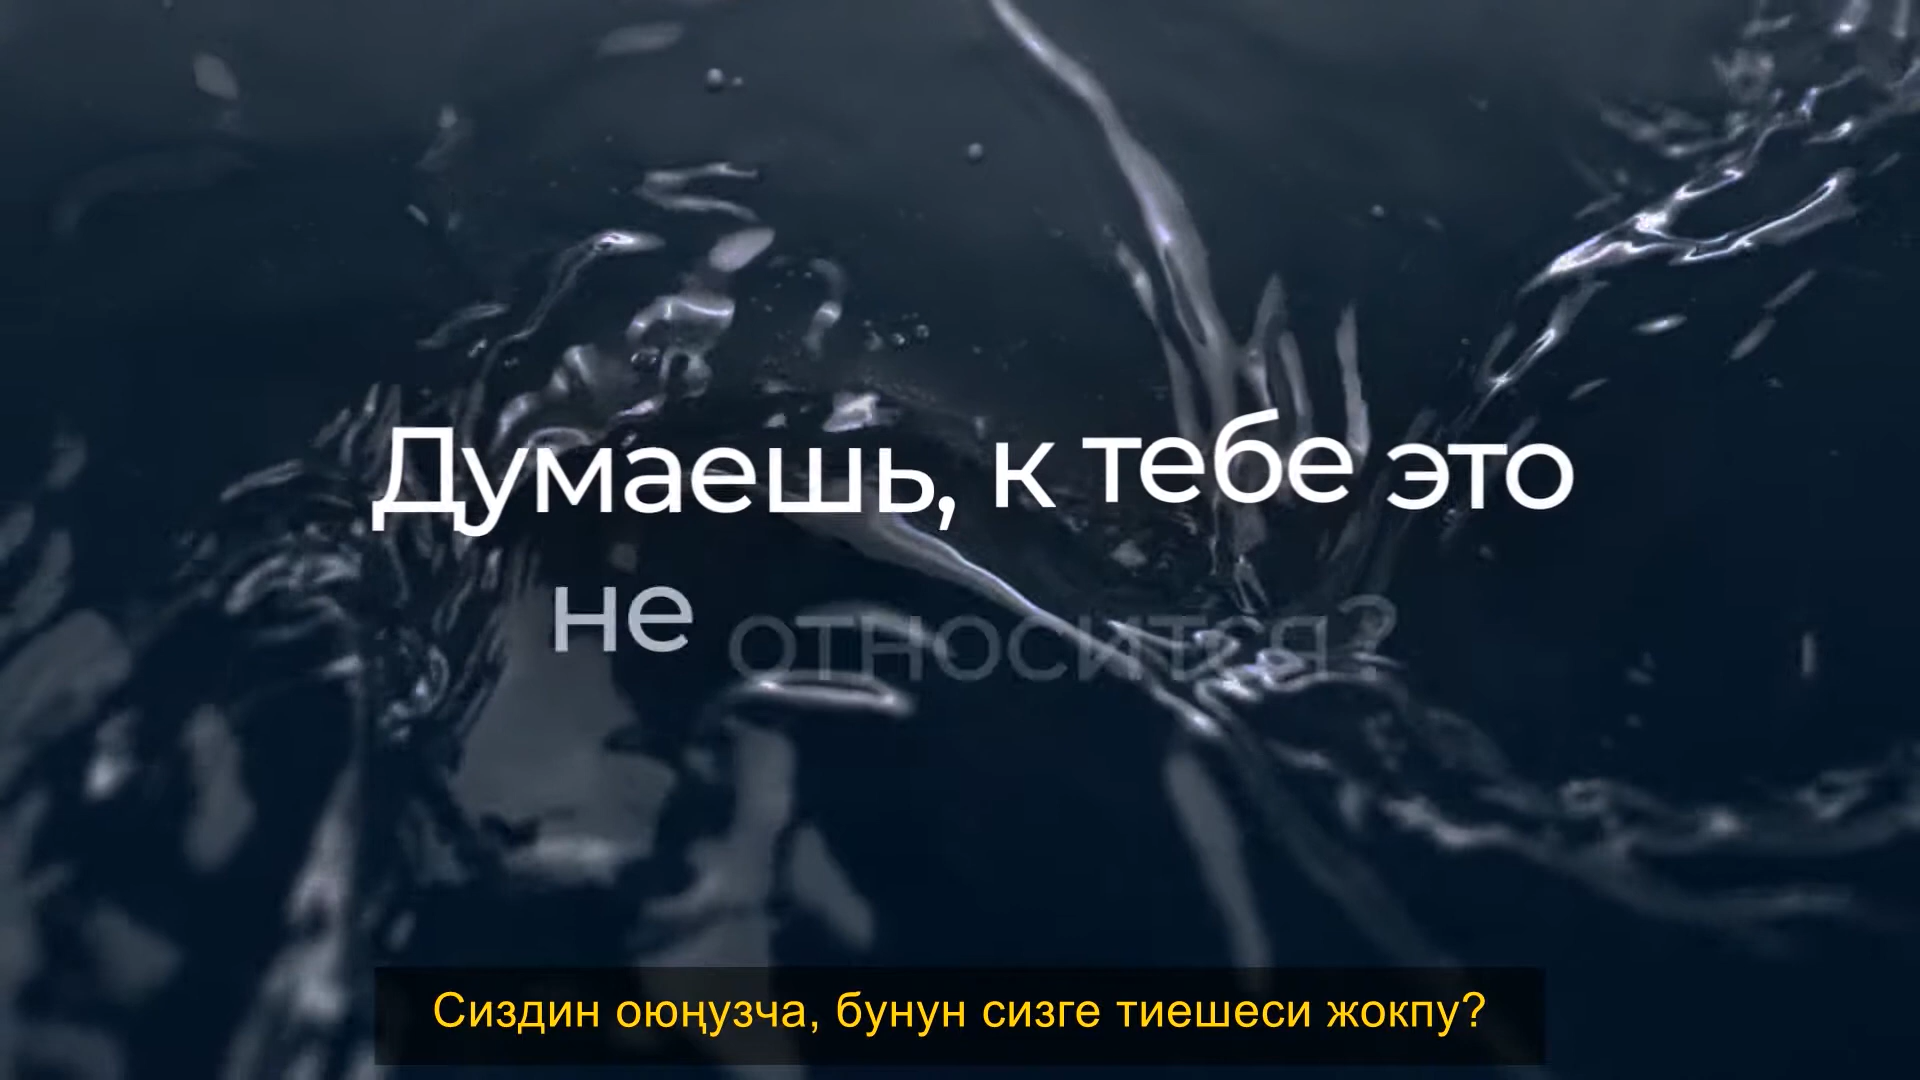 Думаешь, к тебе это
не относится?
Сиздин оюңузча, бунун сизге тиешеси жокпу?